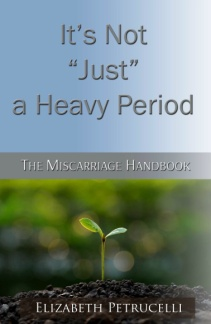 It's Not
"Just"
a Heavy Period
The Miscarriage Handbook
Elizabeth Petrucelli